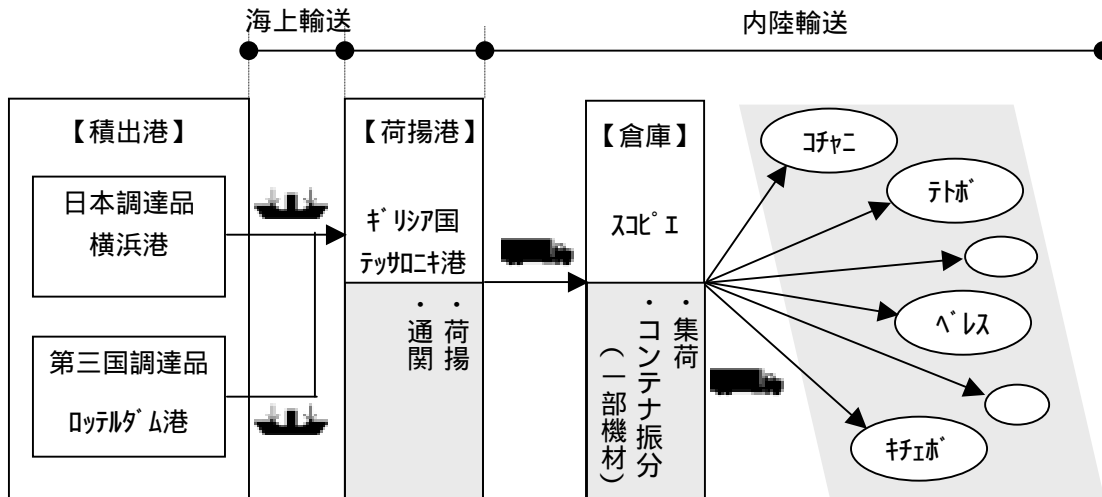 海上輸送
内陸輸送
【積出港】
日本調達品
横浜港
第三国調達品
ﾛｯﾃﾙﾀﾞﾑ港
【荷揚港】
ｷﾞﾘｼｱ国
ﾃｯｻﾛﾆｷ港
・荷揚
・通関
【倉庫】
ｽｺﾋﾟｴ
・集荷
・コンテナ振分
(一部機材)
ｺﾁｬﾆ
ﾃﾄﾎﾞ
ﾍﾞﾚｽ
ｷﾁｪﾎﾞ